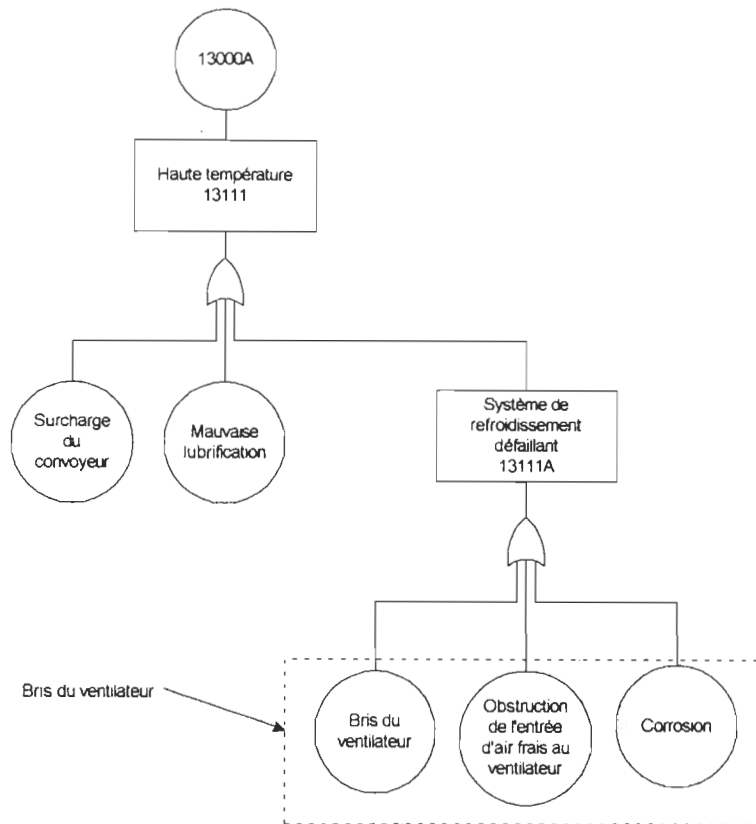 13000A
Haute température
13111
Surcharge
du
convoyeur
Mauvaise
lubrification
Système de
refroidissement
défaillant
13111A
Bris du ventilateur
Bris du
ventilateur
Obstruction
de l'entrée
d'air frais au
ventilateur
Corrosion